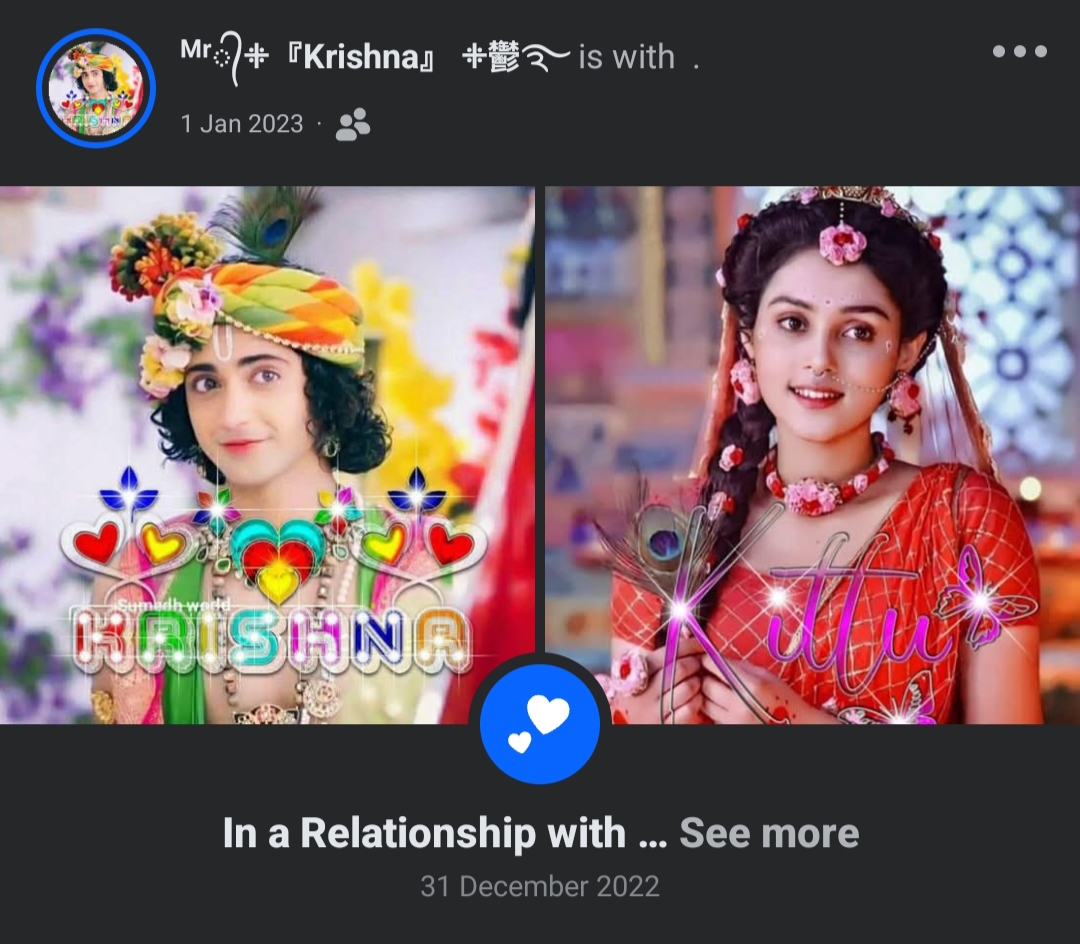 Mr᭄⁜『Krishna』 ⁜鬱࿐ is with .
1 Jan 2023 ·
Sumedh world
KRISHNA
Kittu
In a Relationship with ... See more
31 December 2022